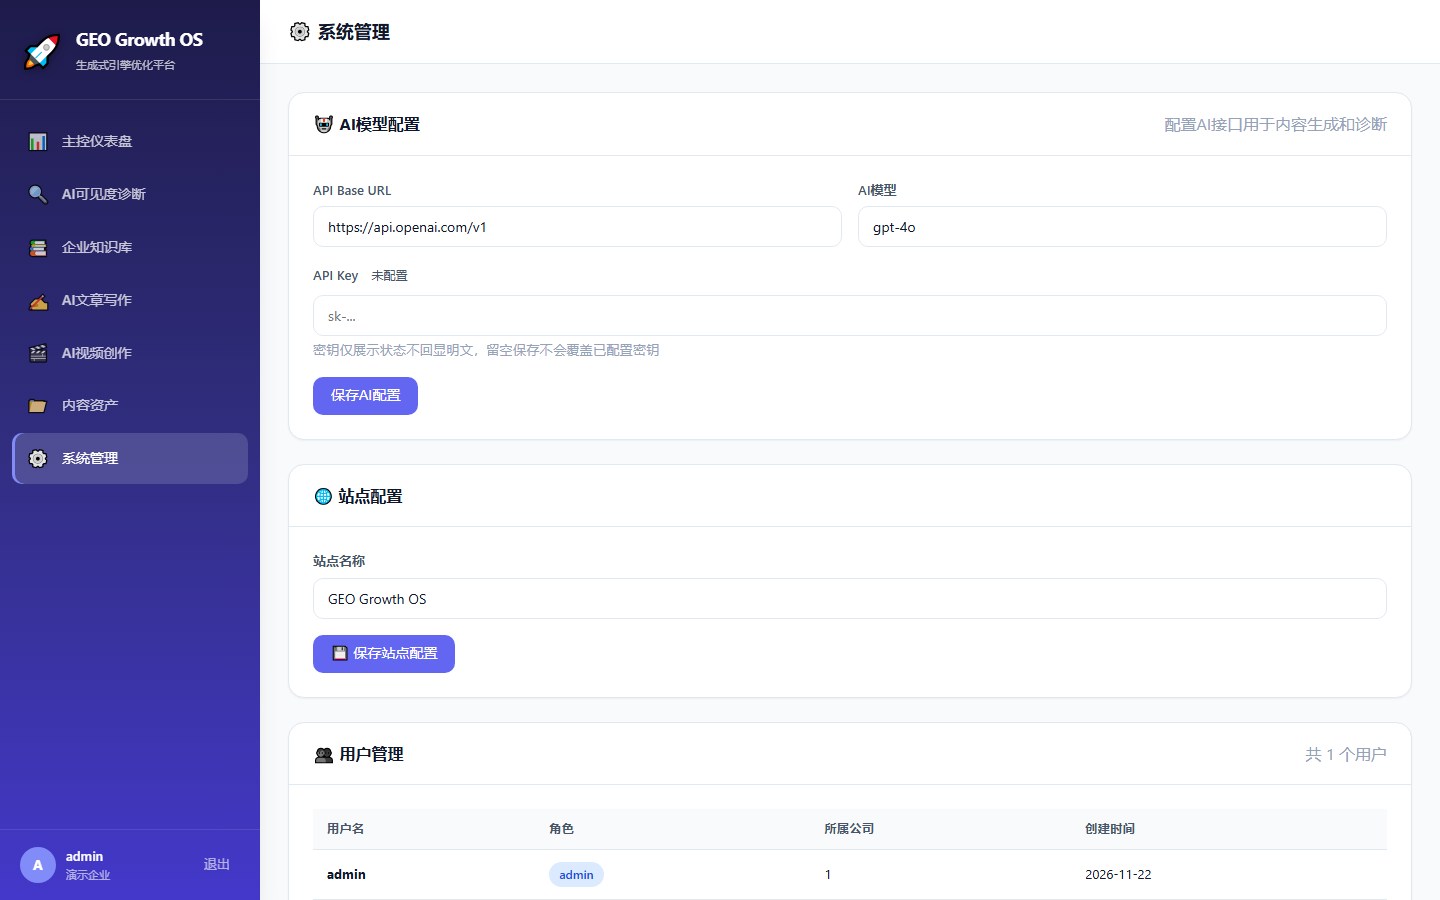 GEO Growth OS
生成式引擎优化平台
主控仪表盘
AI可见度诊断
企业知识库
AI文章写作
AI视频创作
内容资产
系统管理
A
admin
演示企业
退出
系统管理
AI模型配置
配置AI接口用于内容生成和诊断
API Base URL
AI模型
https://api.openai.com/v1
gpt-4o
API Key 未配置
sk-...
密钥仅展示状态不回显明文，留空保存不会覆盖已配置密钥
保存AI配置
站点配置
站点名称
GEO Growth OS
保存站点配置
用户管理
共 1 个用户
用户名 角色 所属公司 创建时间
admin admin 1 2026-11-22